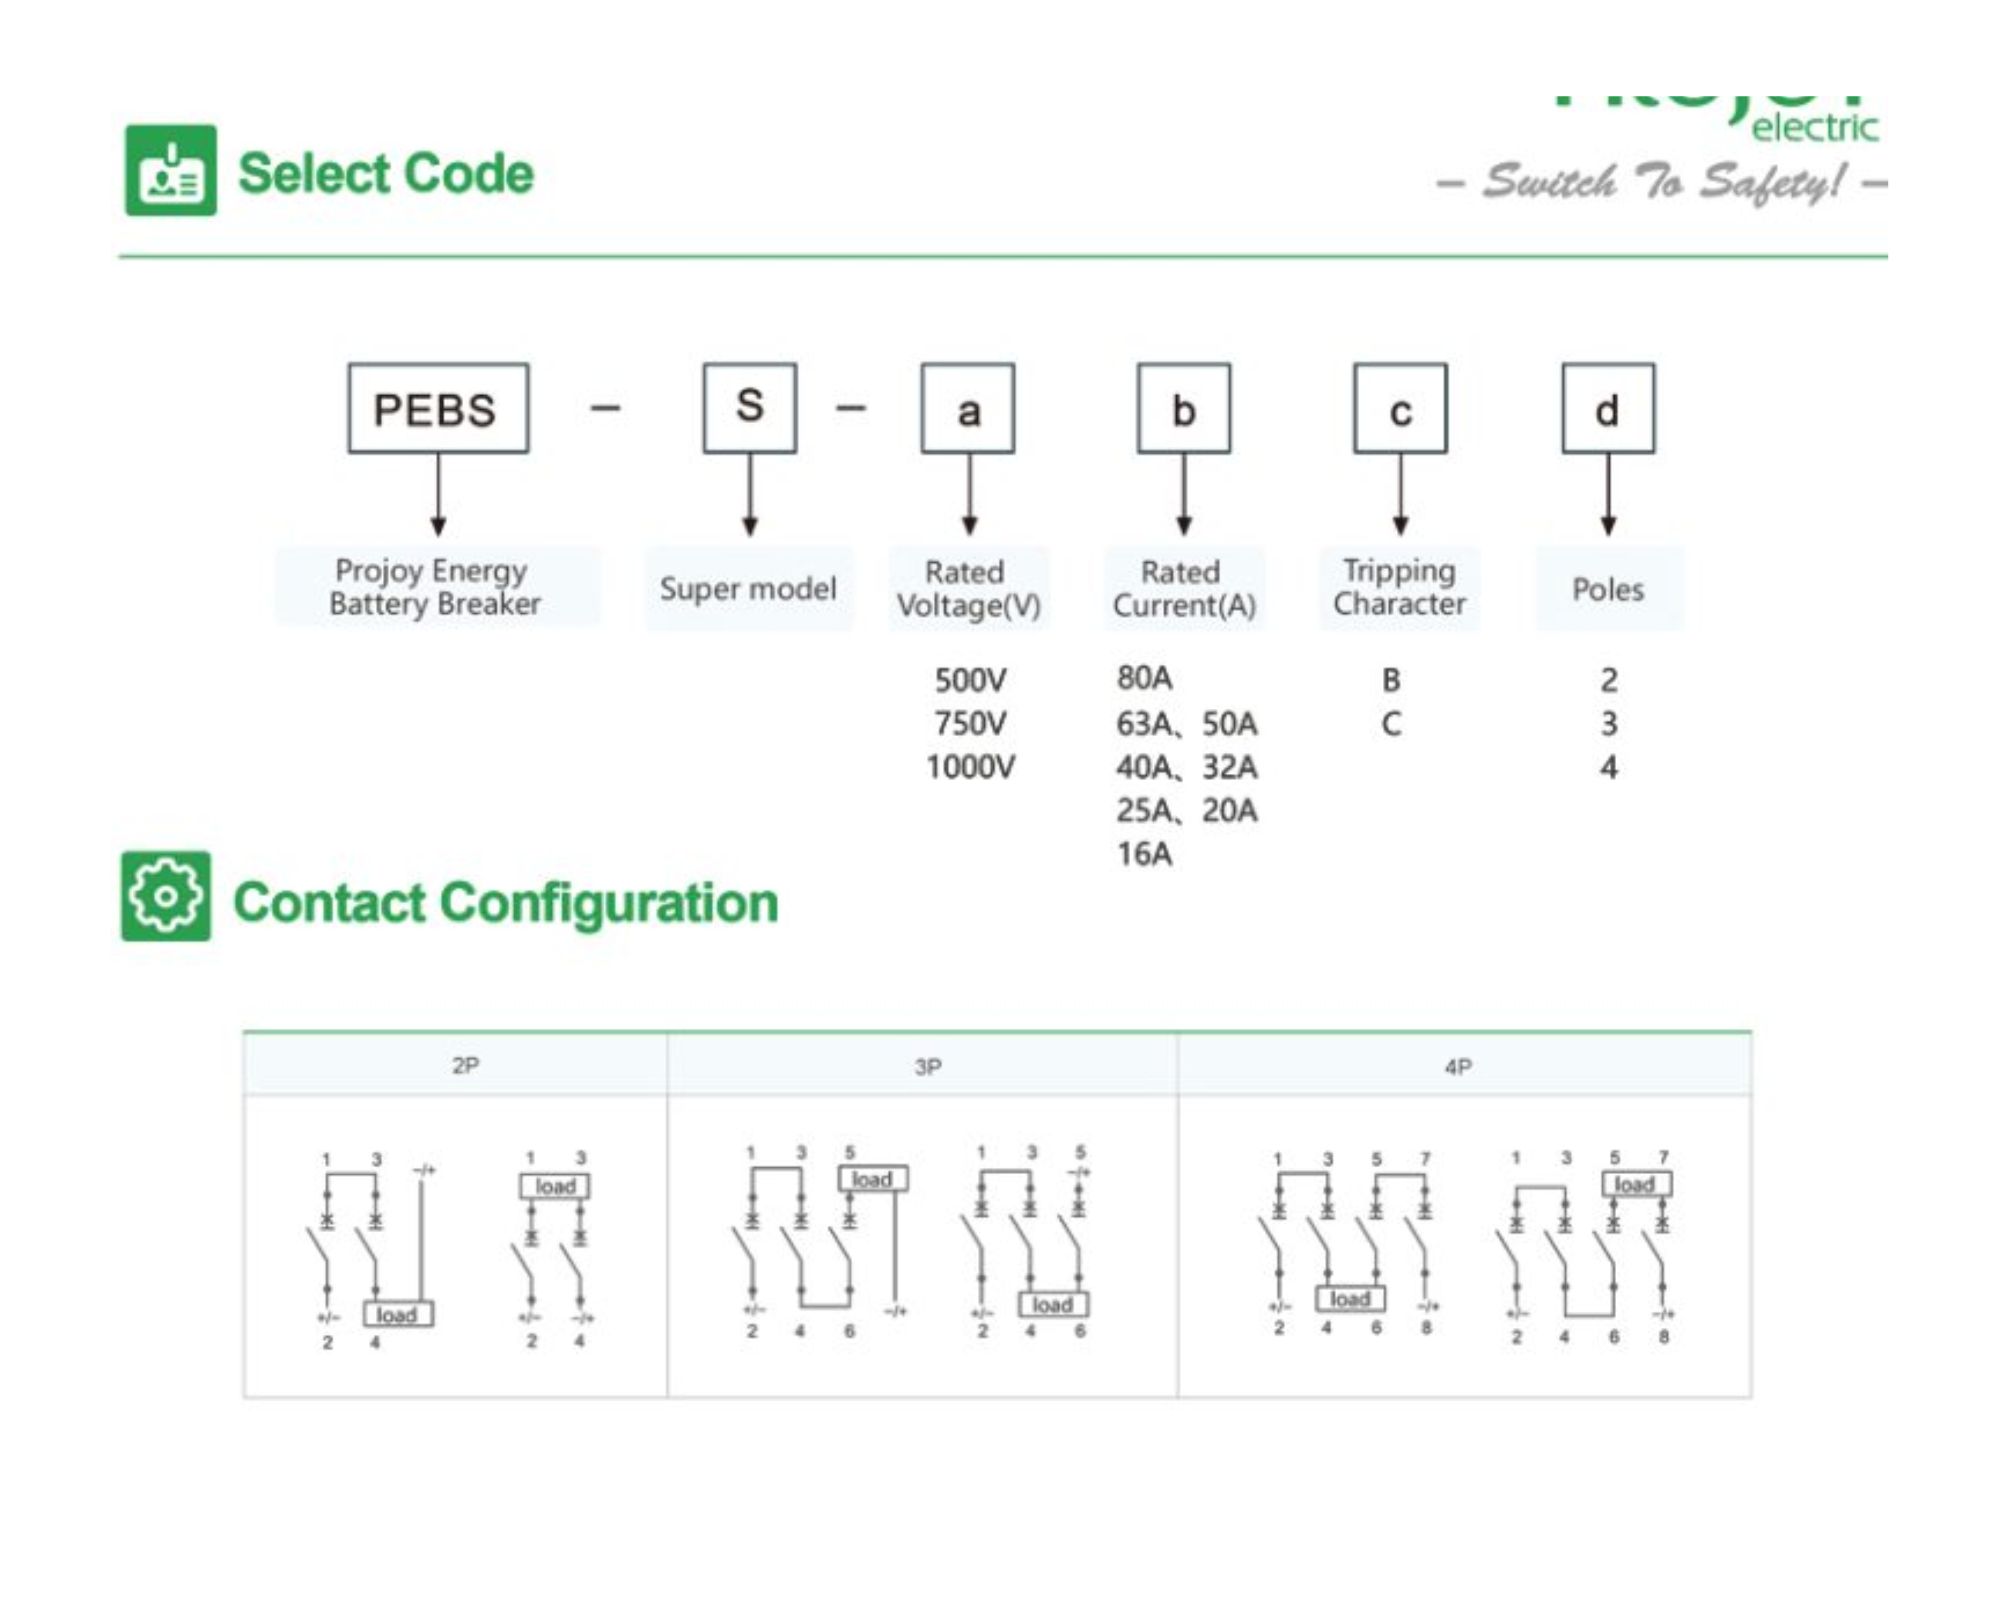 electric
Select Code
– Switch To Safety! –
PEBS – S – a b c d
Projoy Energy
Battery Breaker
Super model
Rated
Voltage(V)
Rated
Current(A)
Tripping
Character
Poles
500V 80A B 2
750V 63A、50A C 3
1000V 40A、32A 4
25A、20A
16A
Contact Configuration
2P 3P 4P
1 3 -/+
load
+/-
2 4
1 3
load
+/- -/+
2 4
1 3 5
load
+/- -/+
2 4 6
1 3 5
-/+
load
+/-
2 4 6
1 3 5 7
load
+/- -/+
2 4 6 8
1 3 5 7
load
+/- -/+
2 4 6 8